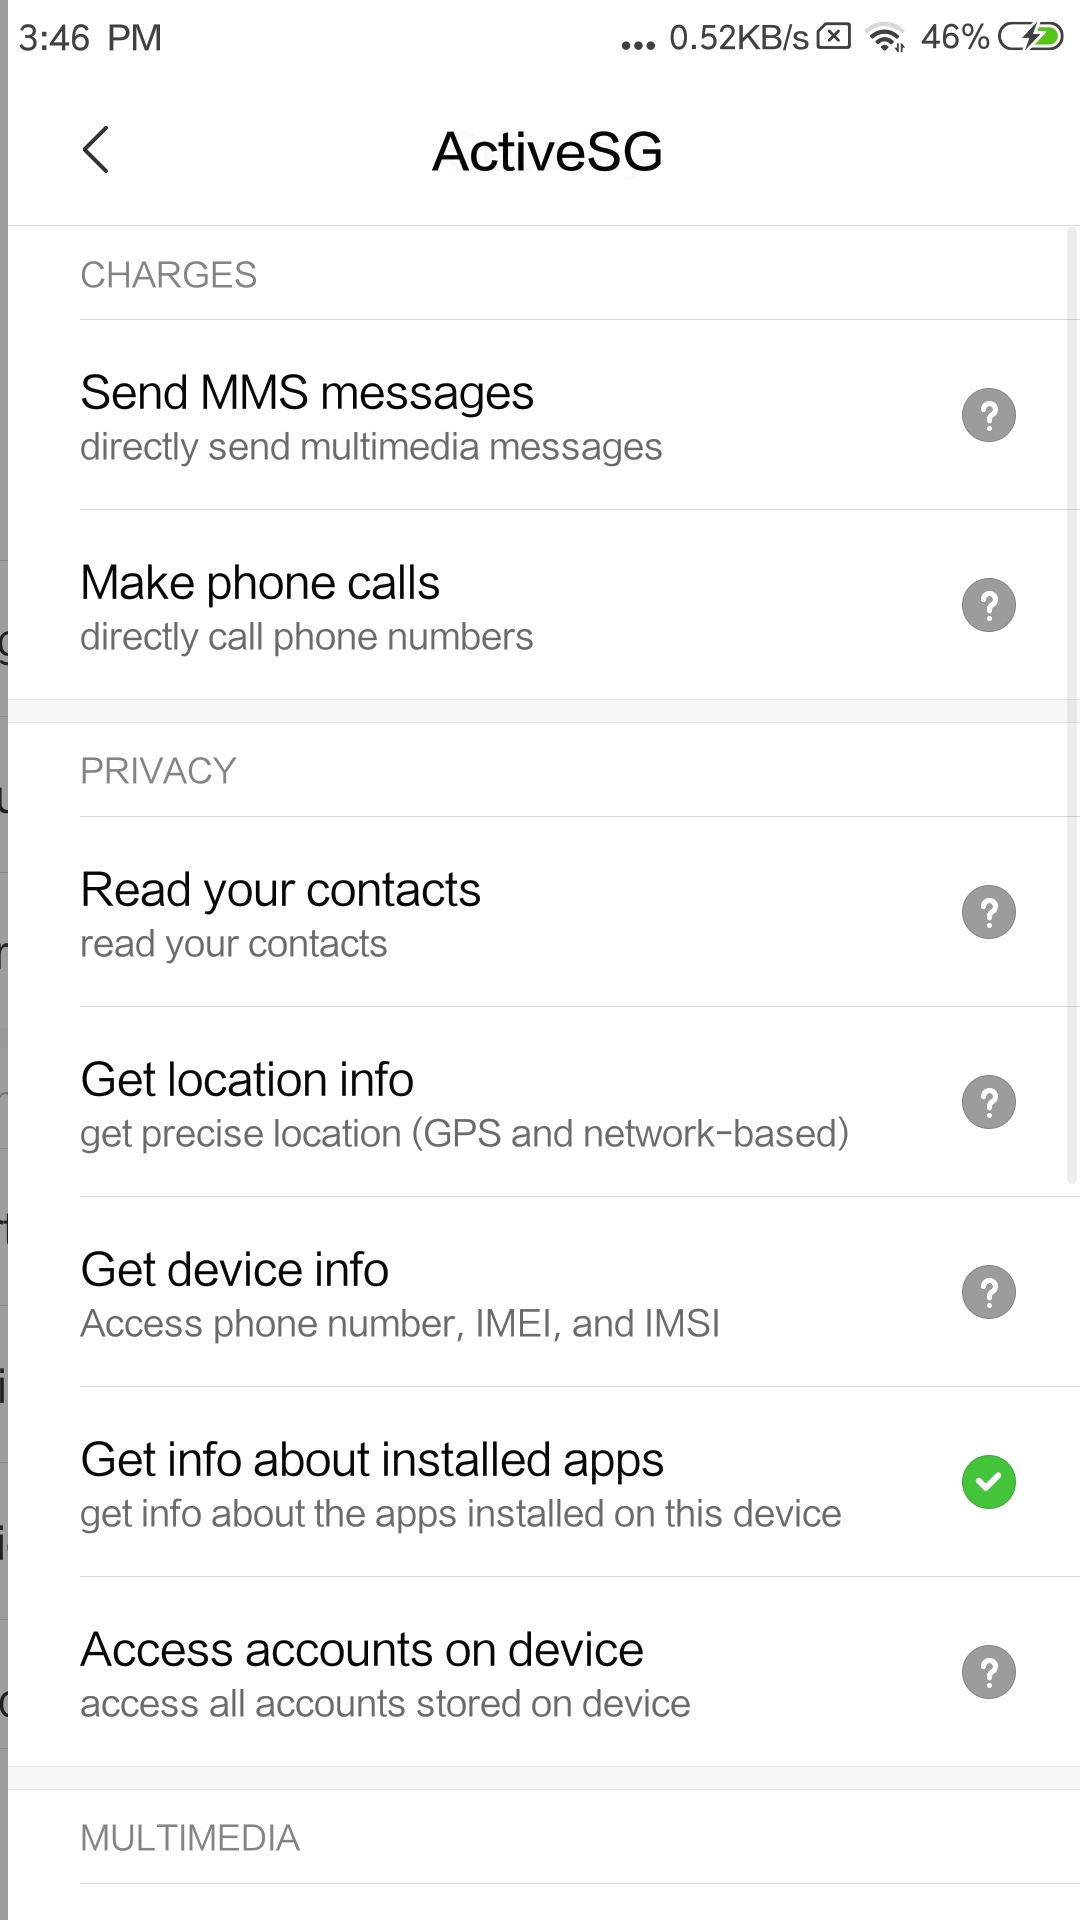 3:46 PM
... 0.52KB/s 46%
ActiveSG
CHARGES
Send MMS messages
directly send multimedia messages
Make phone calls
directly call phone numbers
PRIVACY
Read your contacts
read your contacts
Get location info
get precise location (GPS and network-based)
Get device info
Access phone number, IMEI, and IMSI
Get info about installed apps
get info about the apps installed on this device
Access accounts on device
access all accounts stored on device
MULTIMEDIA